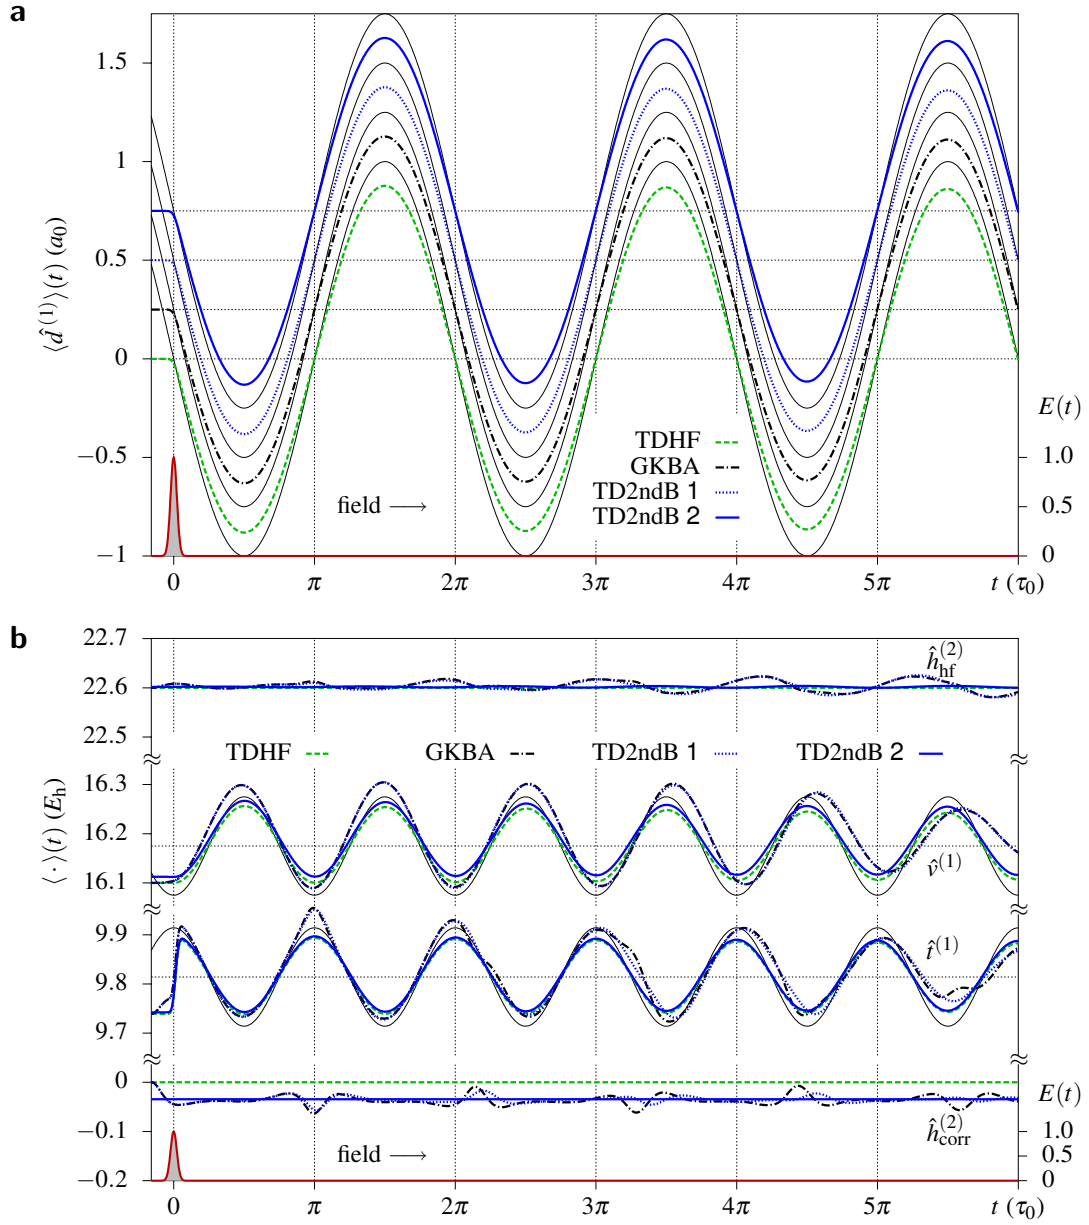 a
1.5
1
0.5
0
−0.5
−1
⟨d̂⁽¹⁾⟩(t) (a₀)
E(t)
1.0
0.5
0
TDHF
GKBA
TD2ndB 1
TD2ndB 2
field →
0 π 2π 3π 4π 5π t (τ₀)
b
22.7
22.6
22.5
ĥ_hf⁽²⁾
TDHF GKBA TD2ndB 1 TD2ndB 2
16.3
16.2
16.1
v̂⁽¹⁾
⟨·⟩(t) (E_h)
9.9
9.8
9.7
t̂⁽¹⁾
0
−0.1
−0.2
ĥ_corr⁽²⁾
E(t)
1.0
0.5
0
field →
0 π 2π 3π 4π 5π t (τ₀)